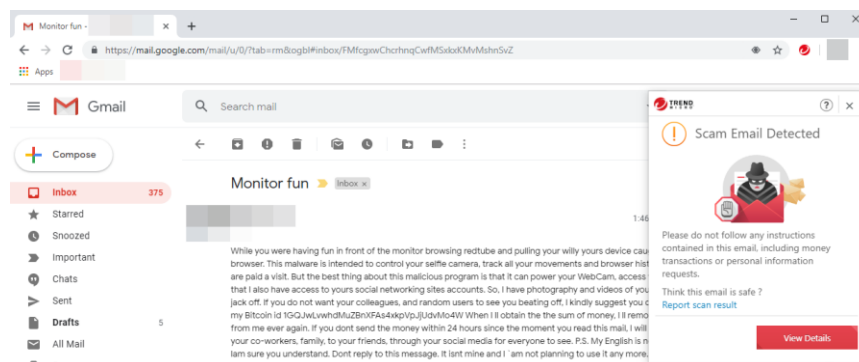 Monitor fun -
https://mail.google.com/mail/u/0/?tab=rm&ogbl#inbox/FMfcgxwChcrhnqCwfMSxkxKMvMshnSvZ
Apps
Gmail
Search mail
TREND
MICRO
Scam Email Detected
Compose
Inbox 375
Starred
Snoozed
Important
Chats
Sent
Drafts 5
All Mail
Monitor fun
Inbox x
1:46
While you were having fun in front of the monitor browsing redtube and pulling your willy yours device cau
browser. This malware is intended to control your selfie camera, track all your movements and browser hist
are paid a visit. But the best thing about this malicious program is that it can power your WebCam, access
that I also have access to yours social networking sites accounts. So, I have photography and videos of you
jack off. If you do not want your colleagues, and random users to see you beating off, I kindly suggest you
my Bitcoin id 1GQJwLvwhdMuZBnXFAs4xkpVpJjUdvMo4W When I ll obtain the the sum of money, I ll remo
from me ever again. If you dont send the money within 24 hours since the moment you read this mail, I will
your co-workers, family, to your friends, through your social media for everyone to see. P.S. My English is n
Iam sure you understand. Dont reply to this message. It isnt mine and I `am not planning to use it any more.
Please do not follow any instructions
contained in this email, including money
transactions or personal information
requests.
Think this email is safe ?
Report scan result
View Details